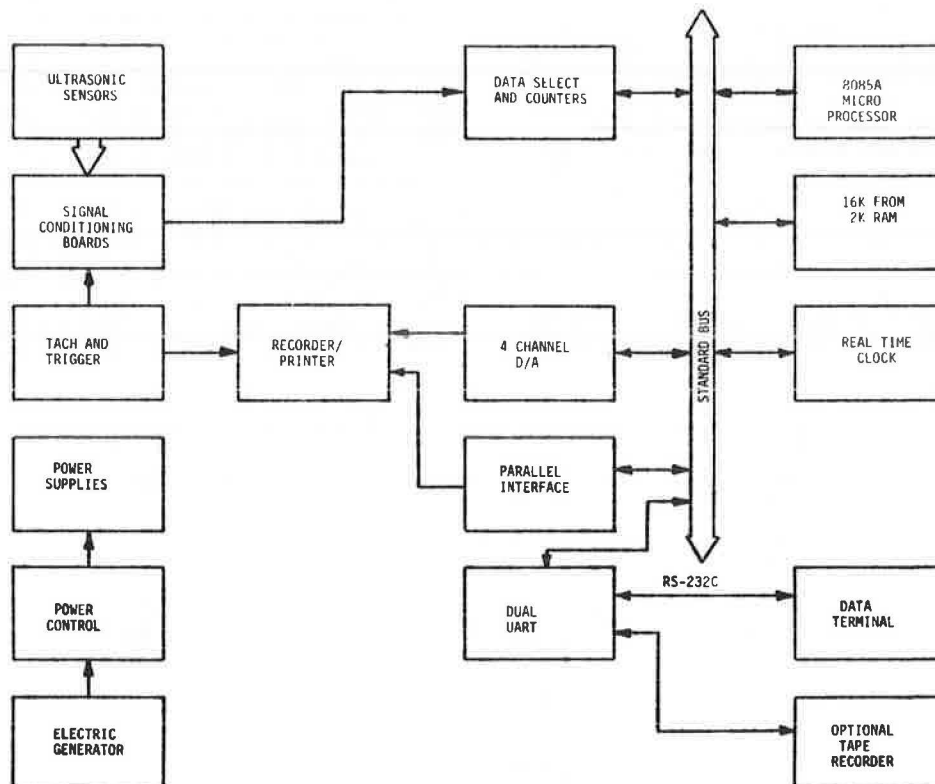 ULTRASONIC
SENSORS
DATA SELECT
AND COUNTERS
8085A
MICRO
PROCESSOR
SIGNAL
CONDITIONING
BOARDS
16K FROM
2K RAM
TACH AND
TRIGGER
RECORDER/
PRINTER
4 CHANNEL
D/A
STANDARD BUS
REAL TIME
CLOCK
POWER
SUPPLIES
PARALLEL
INTERFACE
POWER
CONTROL
DUAL
UART
RS-232C
DATA
TERMINAL
ELECTRIC
GENERATOR
OPTIONAL
TAPE
RECORDER